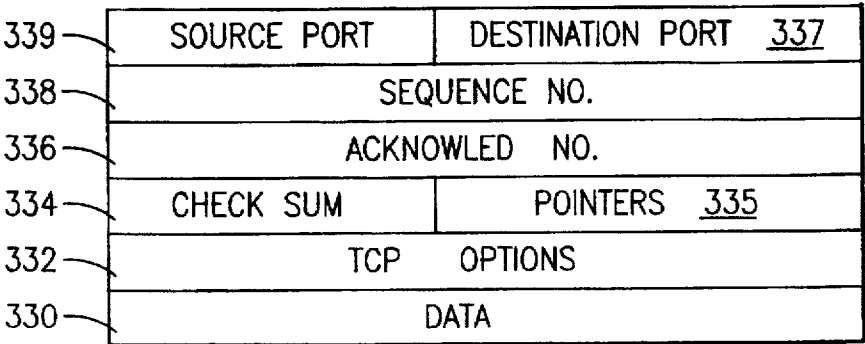 339 SOURCE PORT DESTINATION PORT 337
338 SEQUENCE NO.
336 ACKNOWLED NO.
334 CHECK SUM POINTERS 335
332 TCP OPTIONS
330 DATA